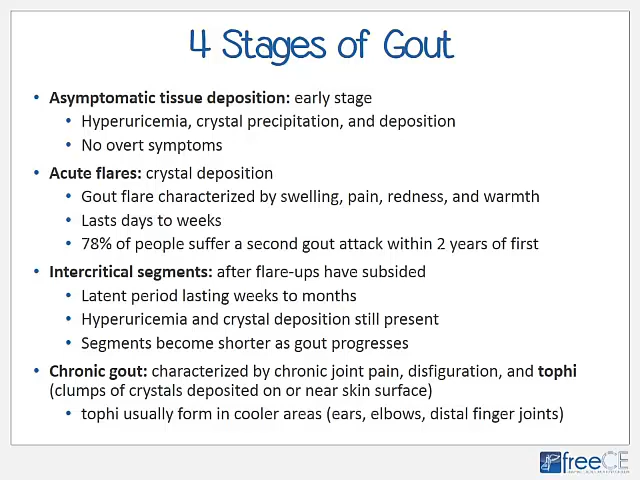 4 Stages of Gout
• Asymptomatic tissue deposition: early stage
• Hyperuricemia, crystal precipitation, and deposition
• No overt symptoms
• Acute flares: crystal deposition
• Gout flare characterized by swelling, pain, redness, and warmth
• Lasts days to weeks
• 78% of people suffer a second gout attack within 2 years of first
• Intercritical segments: after flare-ups have subsided
• Latent period lasting weeks to months
• Hyperuricemia and crystal deposition still present
• Segments become shorter as gout progresses
• Chronic gout: characterized by chronic joint pain, disfiguration, and tophi
(clumps of crystals deposited on or near skin surface)
• tophi usually form in cooler areas (ears, elbows, distal finger joints)
freeCE